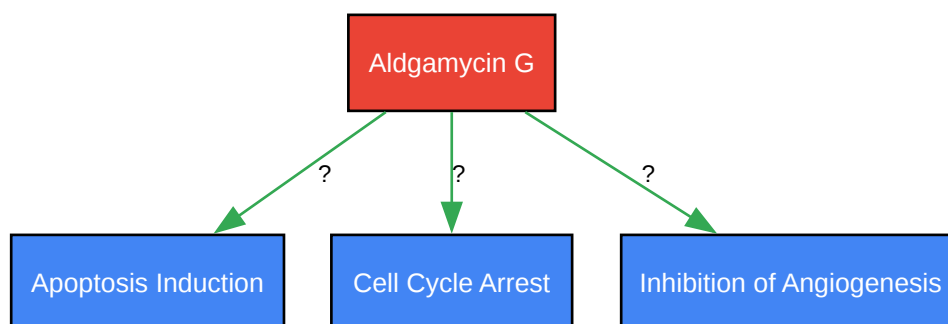 Aldgamycin G
? ? ?
Apoptosis Induction
Cell Cycle Arrest
Inhibition of Angiogenesis